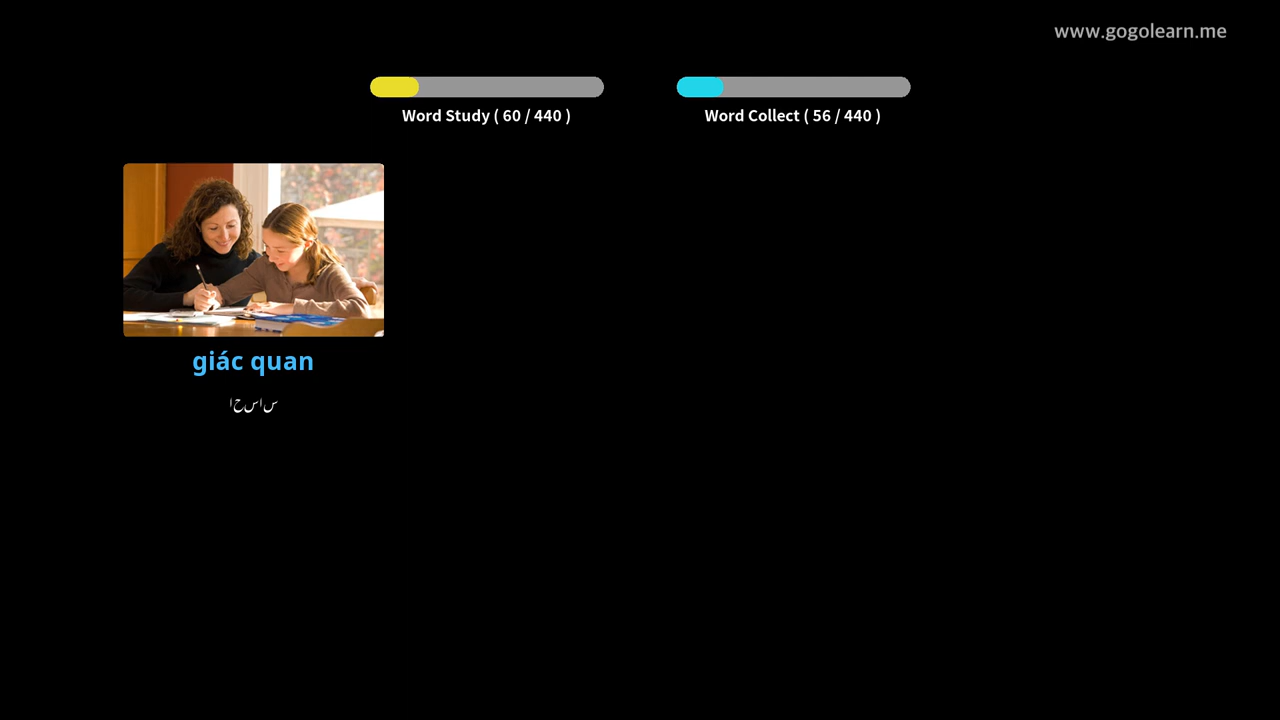 www.gogolearn.me
Word Study ( 60 / 440 )
Word Collect ( 56 / 440 )
giác quan
احساس